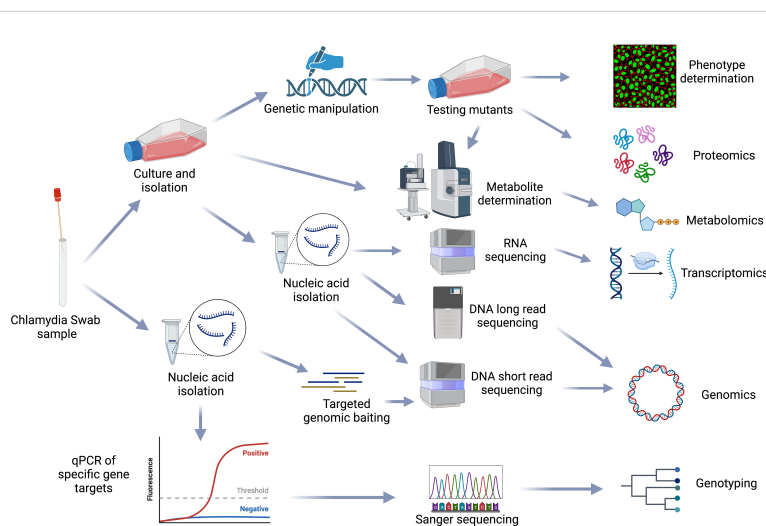 Genetic manipulation
Testing mutants
Phenotype
determination
Culture and
isolation
Proteomics
Metabolite
determination
Metabolomics
RNA
sequencing
Transcriptomics
Nucleic acid
isolation
Chlamydia Swab
sample
DNA long read
sequencing
Nucleic acid
isolation
DNA short read
sequencing
Targeted
genomic baiting
Genomics
qPCR of
specific gene
targets
Fluorescence
Positive
Threshold
Negative
Sanger sequencing
Genotyping